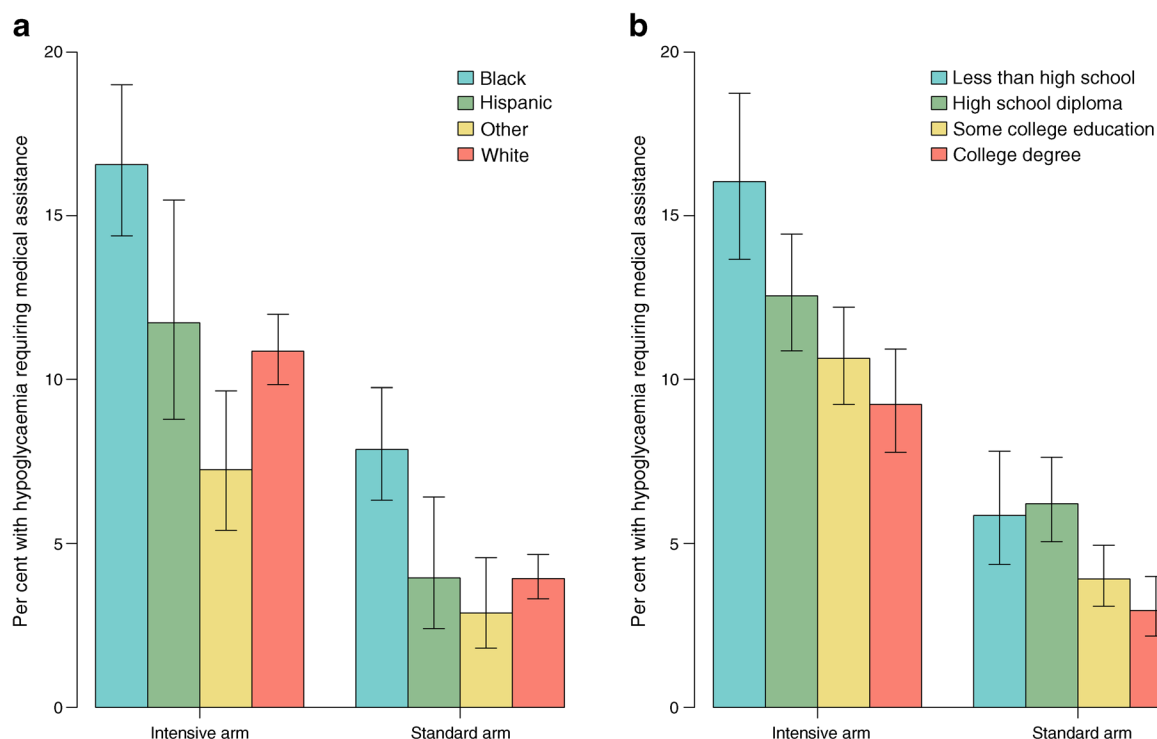 a
Per cent with hypoglycaemia requiring medical assistance
20
15
10
5
0
Black
Hispanic
Other
White
Intensive arm
Standard arm
b
Per cent with hypoglycaemia requiring medical assistance
20
15
10
5
0
Less than high school
High school diploma
Some college education
College degree
Intensive arm
Standard arm